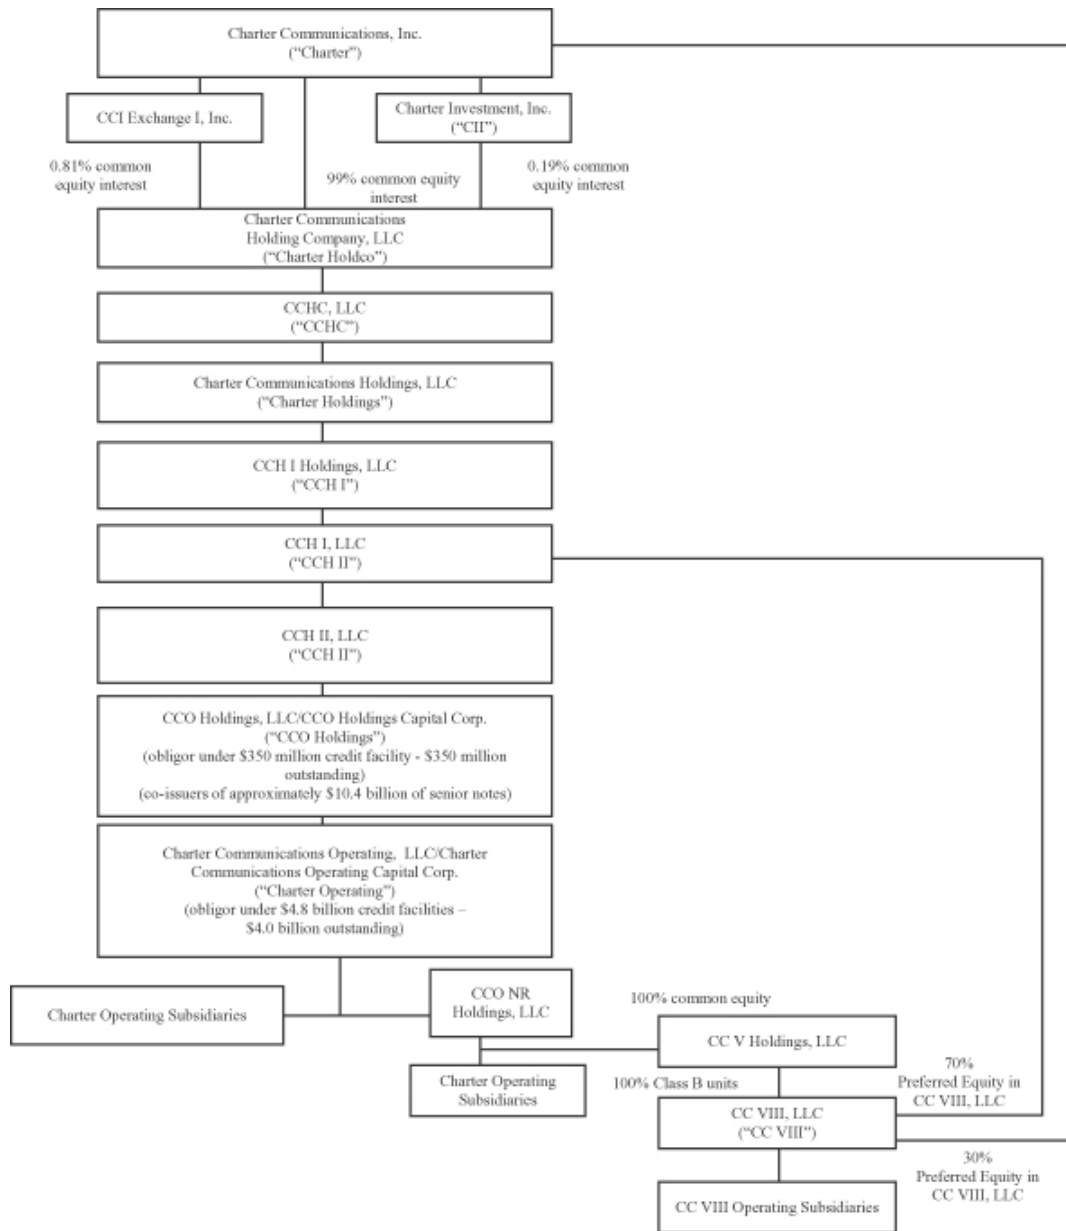 Charter Communications, Inc.
(“Charter”)
CCI Exchange I, Inc.
Charter Investment, Inc.
(“CII”)
0.81% common
equity interest
99% common equity
interest
0.19% common
equity interest
Charter Communications
Holding Company, LLC
(“Charter Holdco”)
CCHC, LLC
(“CCHC”)
Charter Communications Holdings, LLC
(“Charter Holdings”)
CCH I Holdings, LLC
(“CCH I”)
CCH I, LLC
(“CCH II”)
CCH II, LLC
(“CCH II”)
CCO Holdings, LLC/CCO Holdings Capital Corp.
(“CCO Holdings”)
(obligor under $350 million credit facility - $350 million
outstanding)
(co-issuers of approximately $10.4 billion of senior notes)
Charter Communications Operating, LLC/Charter
Communications Operating Capital Corp.
(“Charter Operating”)
(obligor under $4.8 billion credit facilities –
$4.0 billion outstanding)
Charter Operating Subsidiaries
CCO NR
Holdings, LLC
100% common equity
CC V Holdings, LLC
Charter Operating
Subsidiaries
100% Class B units
70%
Preferred Equity in
CC VIII, LLC
CC VIII, LLC
(“CC VIII”)
30%
Preferred Equity in
CC VIII, LLC
CC VIII Operating Subsidiaries